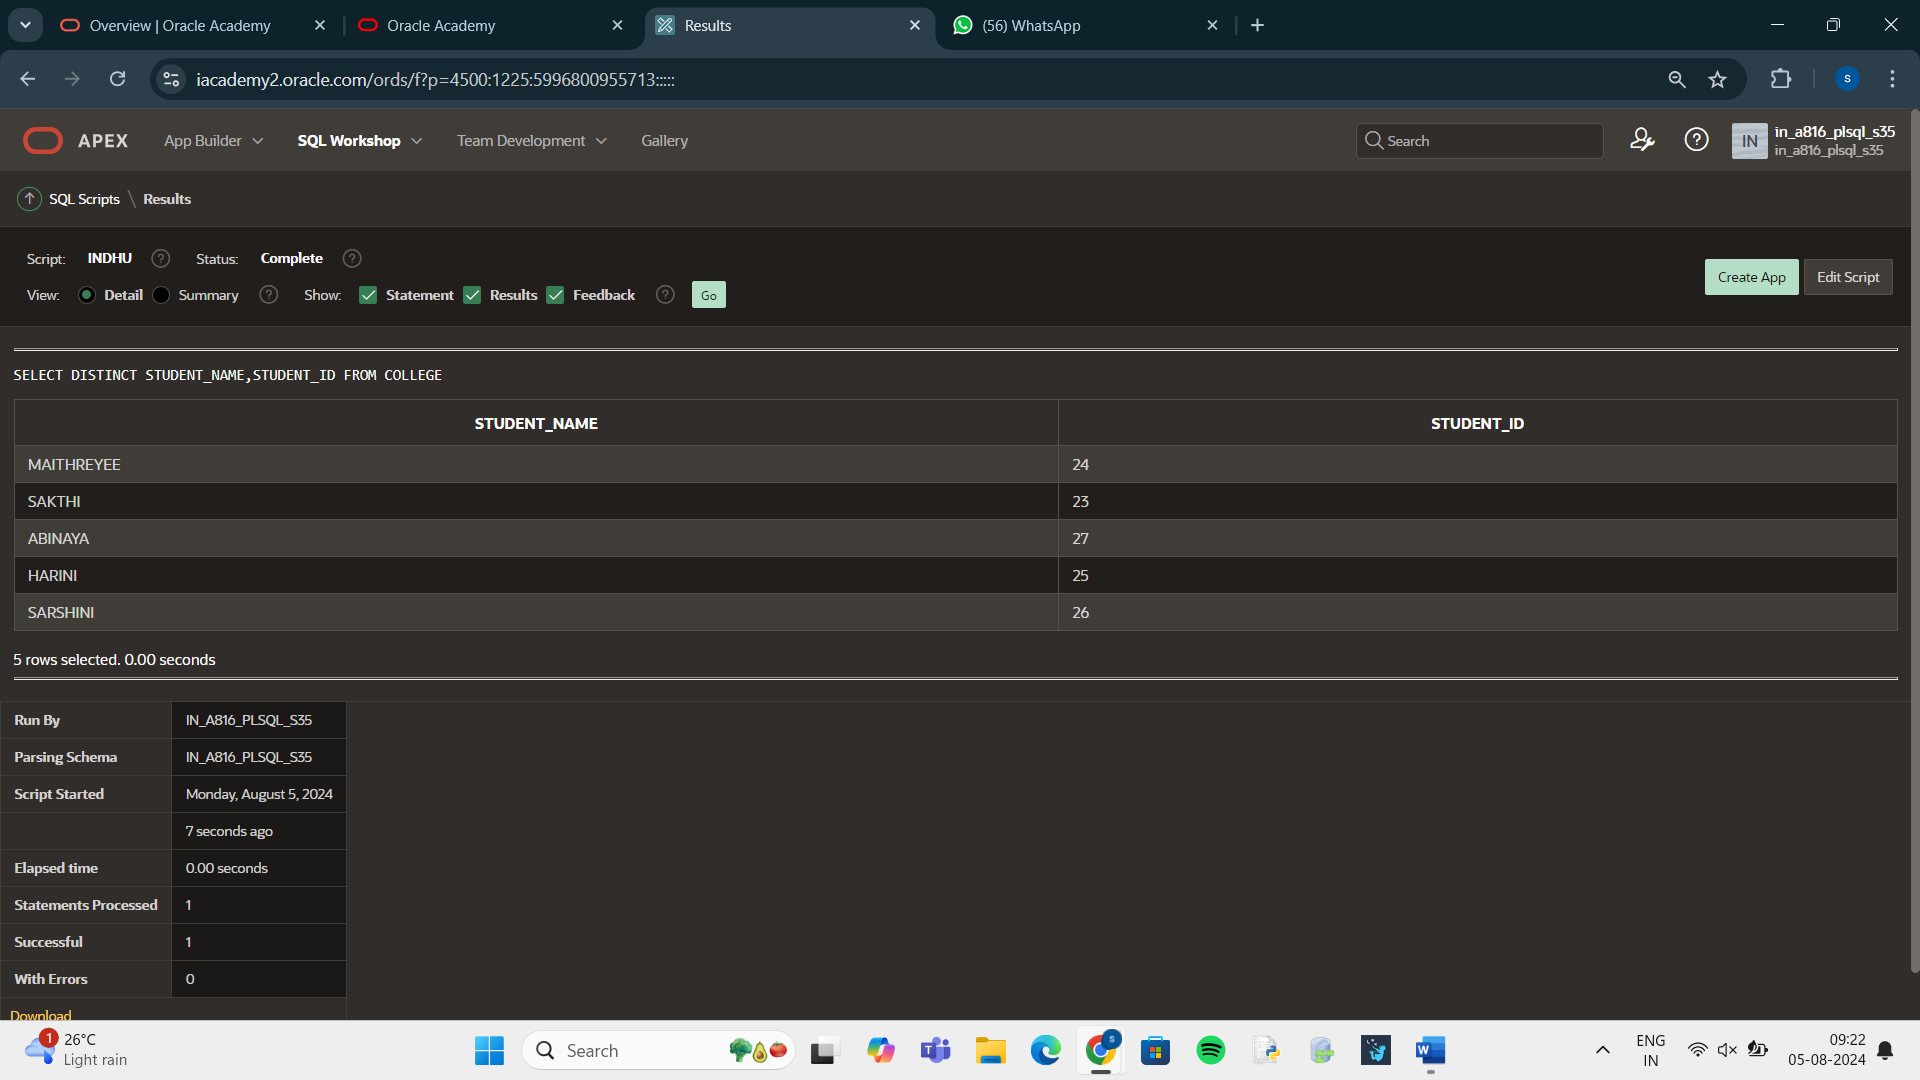 Overview | Oracle Academy
Oracle Academy
Results
(56) WhatsApp
iacademy2.oracle.com/ords/f?p=4500:1225:5996800955713:::::
S
APEX
App Builder
SQL Workshop
Team Development
Gallery
Search
IN
in_a816_plsql_s35
in_a816_plsql_s35
SQL Scripts \ Results
Script: INDHU Status: Complete
View: Detail Summary Show: Statement Results Feedback Go
Create App
Edit Script
SELECT DISTINCT STUDENT_NAME,STUDENT_ID FROM COLLEGE
STUDENT_NAME STUDENT_ID
MAITHREYEE 24
SAKTHI 23
ABINAYA 27
HARINI 25
SARSHINI 26
5 rows selected. 0.00 seconds
Run By IN_A816_PLSQL_S35
Parsing Schema IN_A816_PLSQL_S35
Script Started Monday, August 5, 2024
7 seconds ago
Elapsed time 0.00 seconds
Statements Processed 1
Successful 1
With Errors 0
Download
1
26°C
Light rain
Search
ENG
IN
09:22
05-08-2024